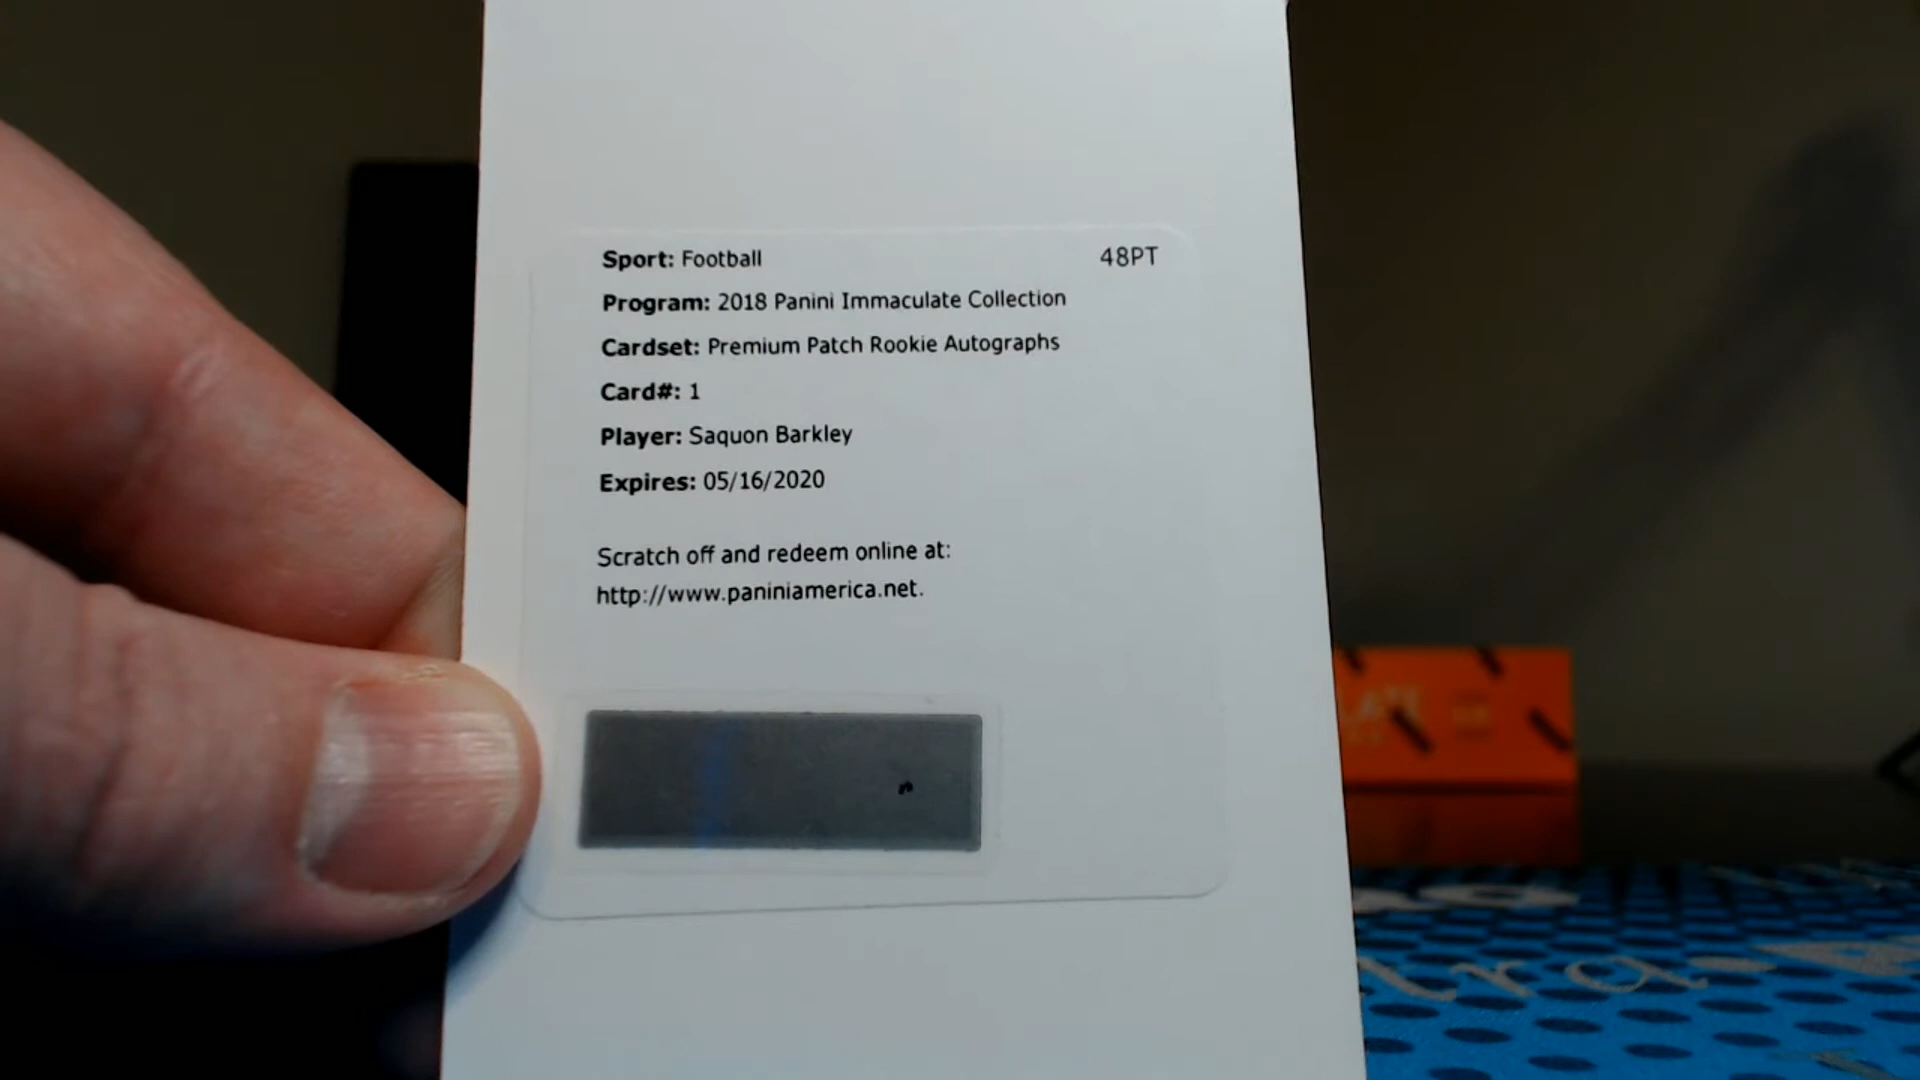 Sport: Football 48PT
Program: 2018 Panini Immaculate Collection
Cardset: Premium Patch Rookie Autographs
Card#: 1
Player: Saquon Barkley
Expires: 05/16/2020
Scratch off and redeem online at:
http://www.paniniamerica.net.